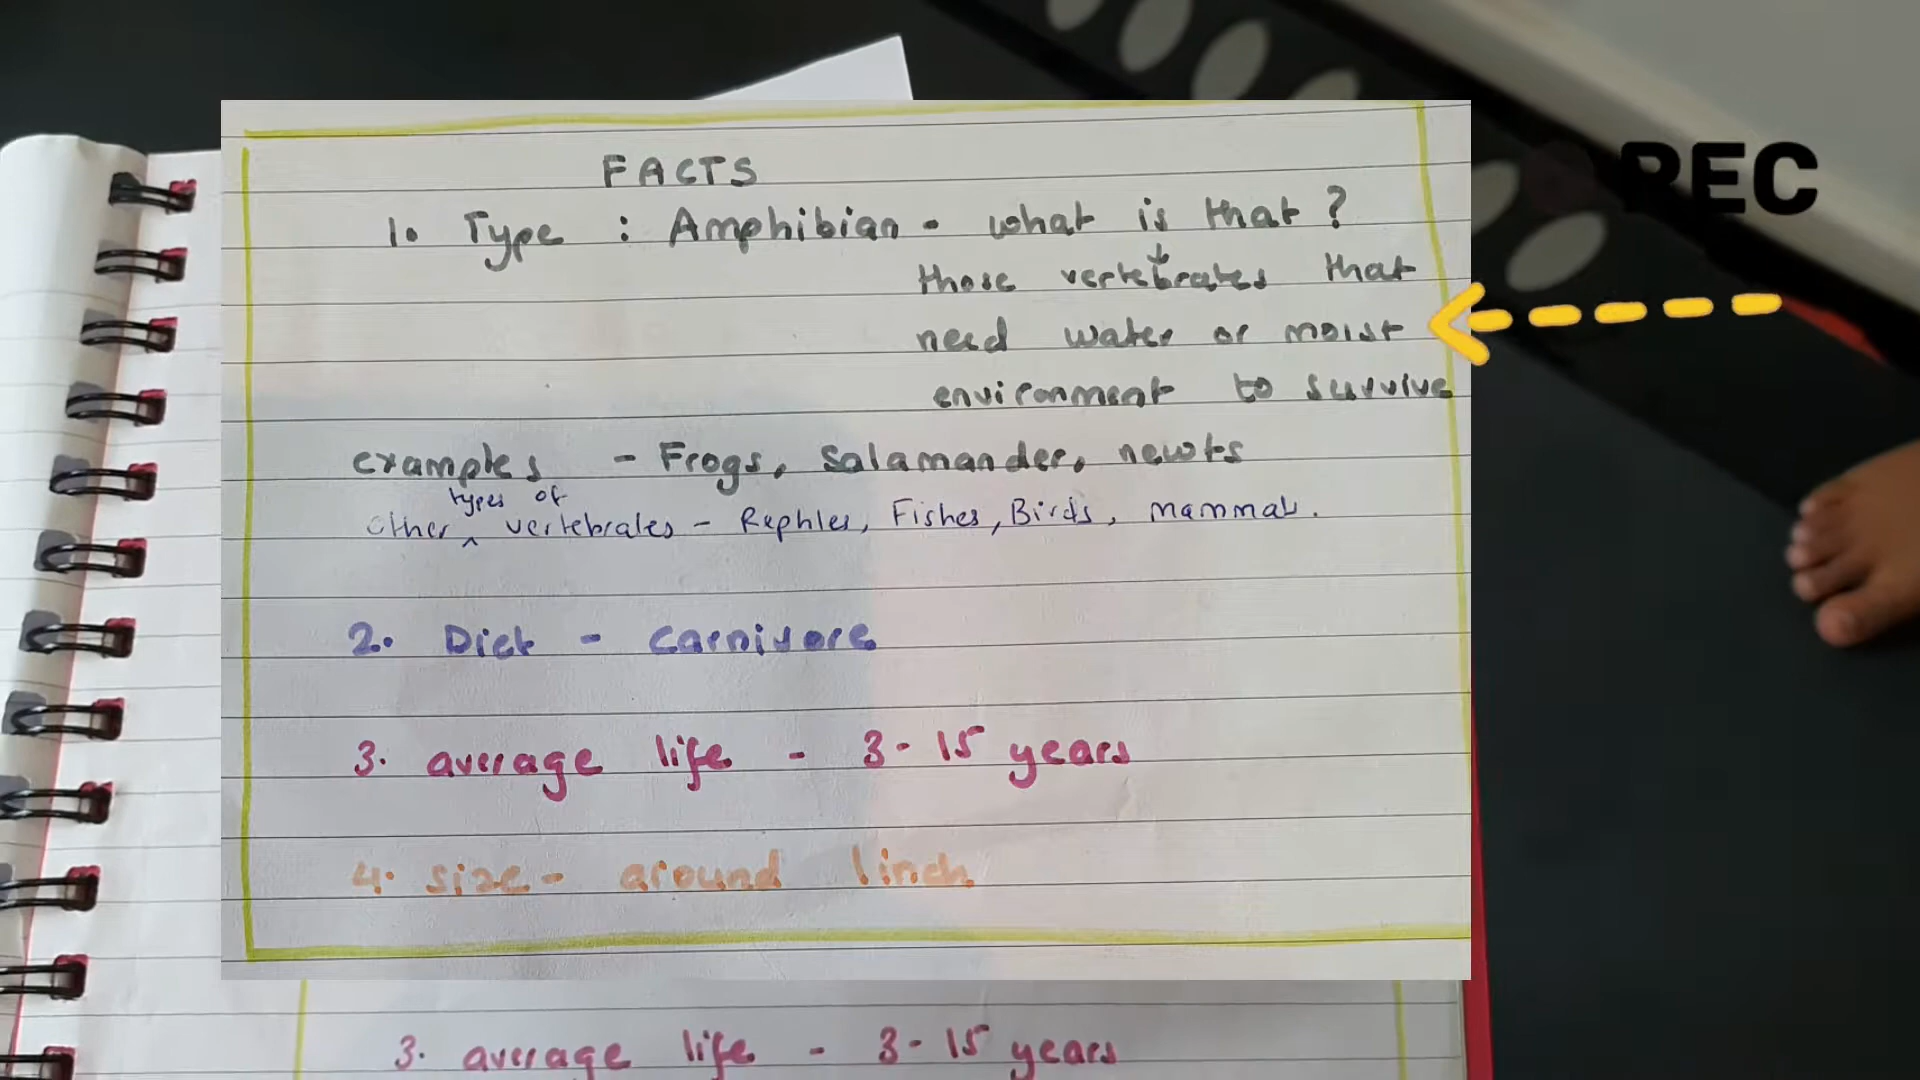 FACTS
1. Type : Amphibian - what is that ?
those vertebrates that
need water or moist
environment to survive
examples - Frogs, Salamander, newts
types of
other ^ vertebrates - Reptiles, Fishes, Birds, mammals.
2. Diet - carnivore
3. average life - 3-15 years
4. size - around 1inch
REC
3. average life - 3-15 years